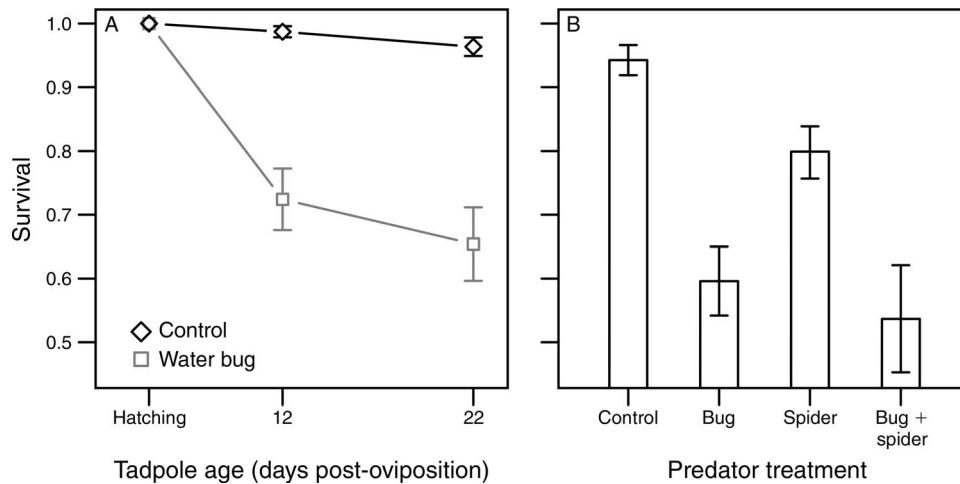 A
B
1.0
0.9
0.8
0.7
0.6
0.5
Survival
Control
Water bug
Hatching
12
22
Tadpole age (days post-oviposition)
Control
Bug
Spider
Bug +
spider
Predator treatment